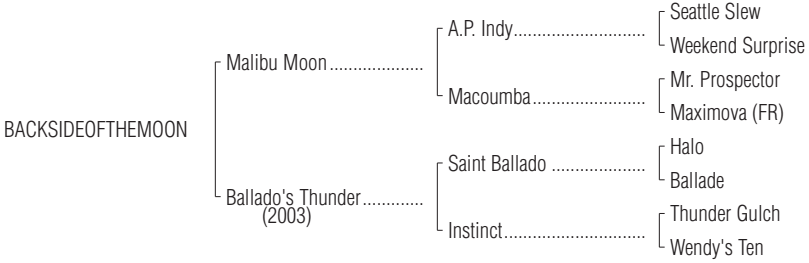 Seattle Slew
A.P. Indy
Weekend Surprise
Malibu Moon
Mr. Prospector
Macoumba
Maximova (FR)
BACKSIDEOFTHEMOON
Halo
Saint Ballado
Ballade
Ballado's Thunder
(2003)
Thunder Gulch
Instinct
Wendy's Ten